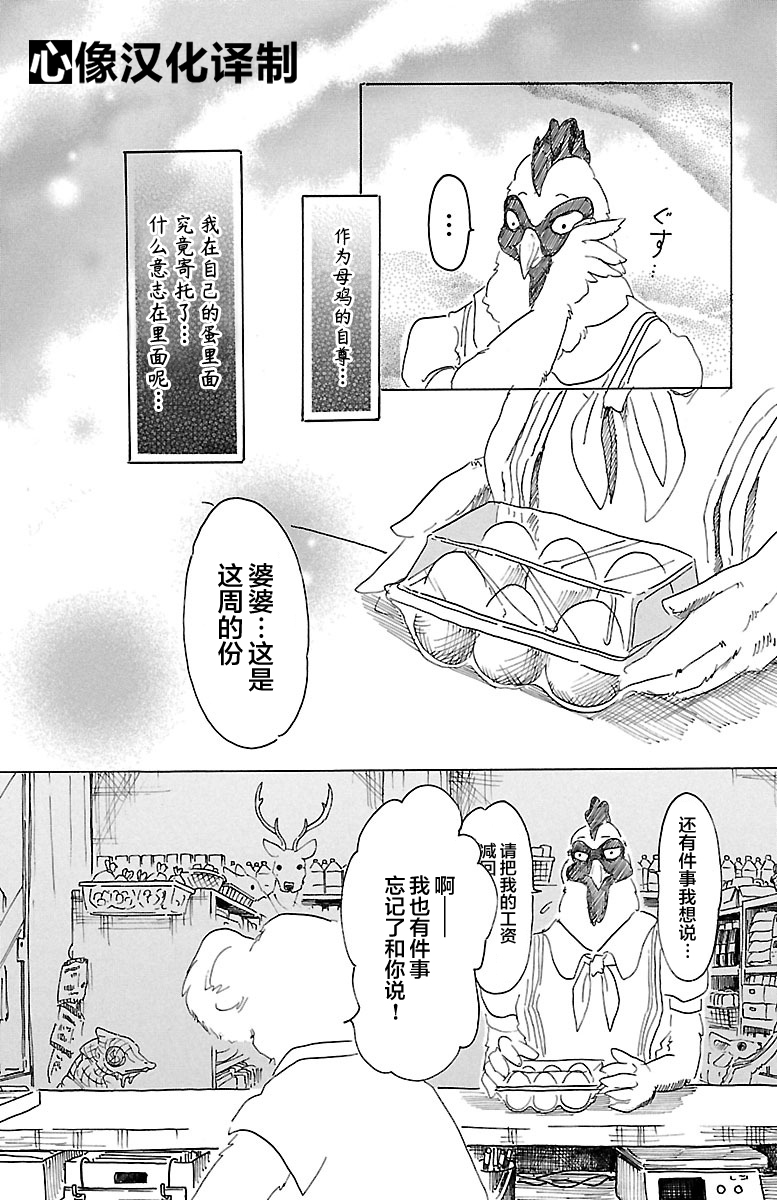 心像汉化译制
ぐす…
…
作为母鸡的自尊…
我在自己的蛋里面
究竟寄托了…
什么意志在里面呢…
婆婆…这是
这周的份
还有件事我想说…
请把我的工资
减回
啊——
我也有件事
忘记了和你说！